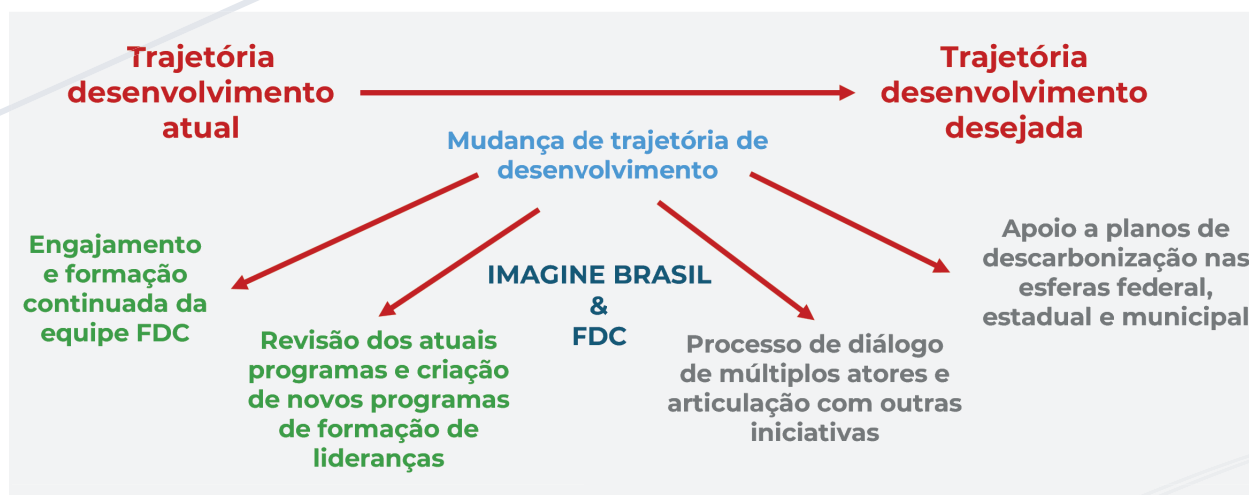 Trajetória
desenvolvimento
atual
Trajetória
desenvolvimento
desejada
Mudança de trajetória de
desenvolvimento
Engajamento
e formação
continuada da
equipe FDC
Revisão dos atuais
programas e criação
de novos programas
de formação de
lideranças
IMAGINE BRASIL
&
FDC
Processo de diálogo
de múltiplos atores e
articulação com outras
iniciativas
Apoio a planos de
descarbonização nas
esferas federal,
estadual e municipal